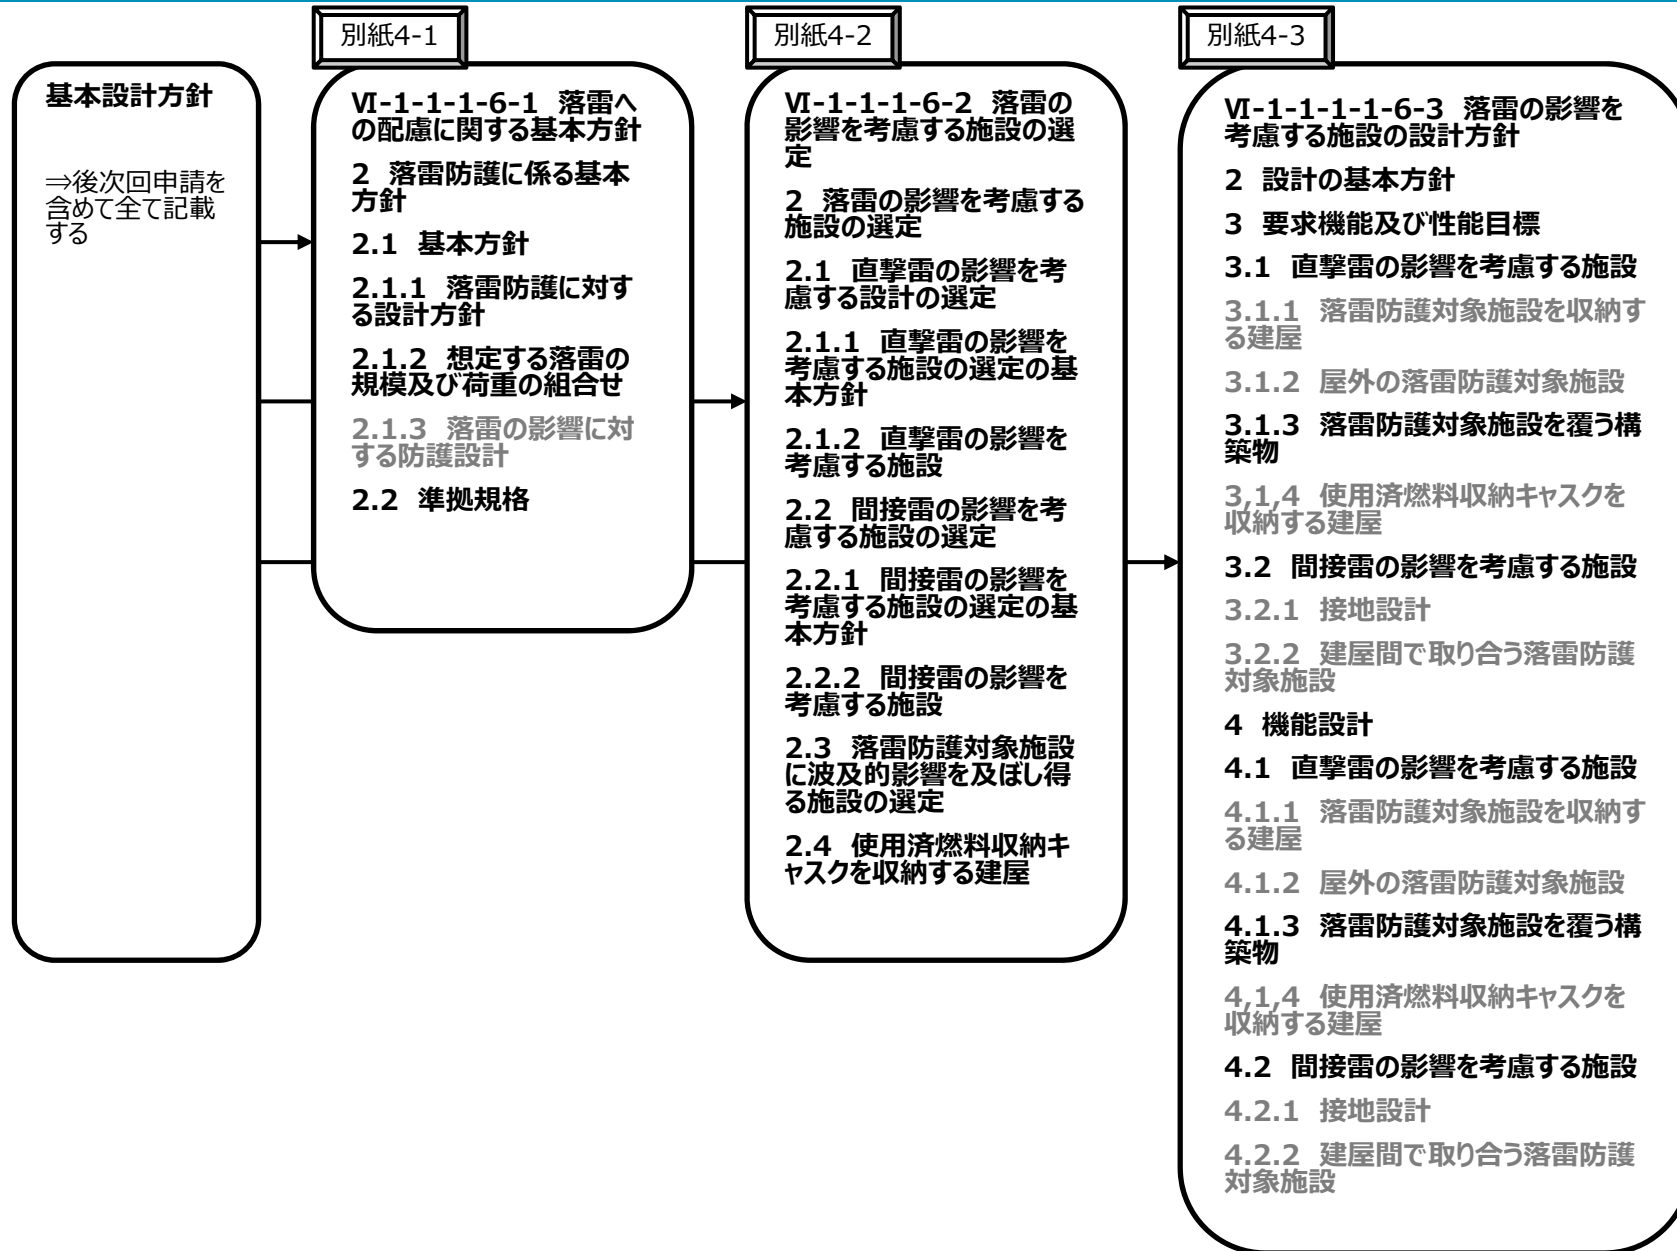 別紙4-1
別紙4-2
別紙4-3
基本設計方針
⇒後次回申請を
含めて全て記載
する
Ⅵ-1-1-1-6-1 落雷へ
の配慮に関する基本方針
2 落雷防護に係る基本
方針
2.1 基本方針
2.1.1 落雷防護に対す
る設計方針
2.1.2 想定する落雷の
規模及び荷重の組合せ
2.1.3 落雷の影響に対
する防護設計
2.2 準拠規格
Ⅵ-1-1-1-6-2 落雷の
影響を考慮する施設の選
定
2 落雷の影響を考慮する
施設の選定
2.1 直撃雷の影響を考
慮する設計の選定
2.1.1 直撃雷の影響を
考慮する施設の選定の基
本方針
2.1.2 直撃雷の影響を
考慮する施設
2.2 間接雷の影響を考
慮する施設の選定
2.2.1 間接雷の影響を
考慮する施設の選定の基
本方針
2.2.2 間接雷の影響を
考慮する施設
2.3 落雷防護対象施設
に波及的影響を及ぼし得
る施設の選定
2.4 使用済燃料収納キ
ャスクを収納する建屋
Ⅵ-1-1-1-1-6-3 落雷の影響を
考慮する施設の設計方針
2 設計の基本方針
3 要求機能及び性能目標
3.1 直撃雷の影響を考慮する施設
3.1.1 落雷防護対象施設を収納す
る建屋
3.1.2 屋外の落雷防護対象施設
3.1.3 落雷防護対象施設を覆う構
築物
3,1,4 使用済燃料収納キャスクを
収納する建屋
3.2 間接雷の影響を考慮する施設
3.2.1 接地設計
3.2.2 建屋間で取り合う落雷防護
対象施設
4 機能設計
4.1 直撃雷の影響を考慮する施設
4.1.1 落雷防護対象施設を収納す
る建屋
4.1.2 屋外の落雷防護対象施設
4.1.3 落雷防護対象施設を覆う構
築物
4,1,4 使用済燃料収納キャスクを
収納する建屋
4.2 間接雷の影響を考慮する施設
4.2.1 接地設計
4.2.2 建屋間で取り合う落雷防護
対象施設